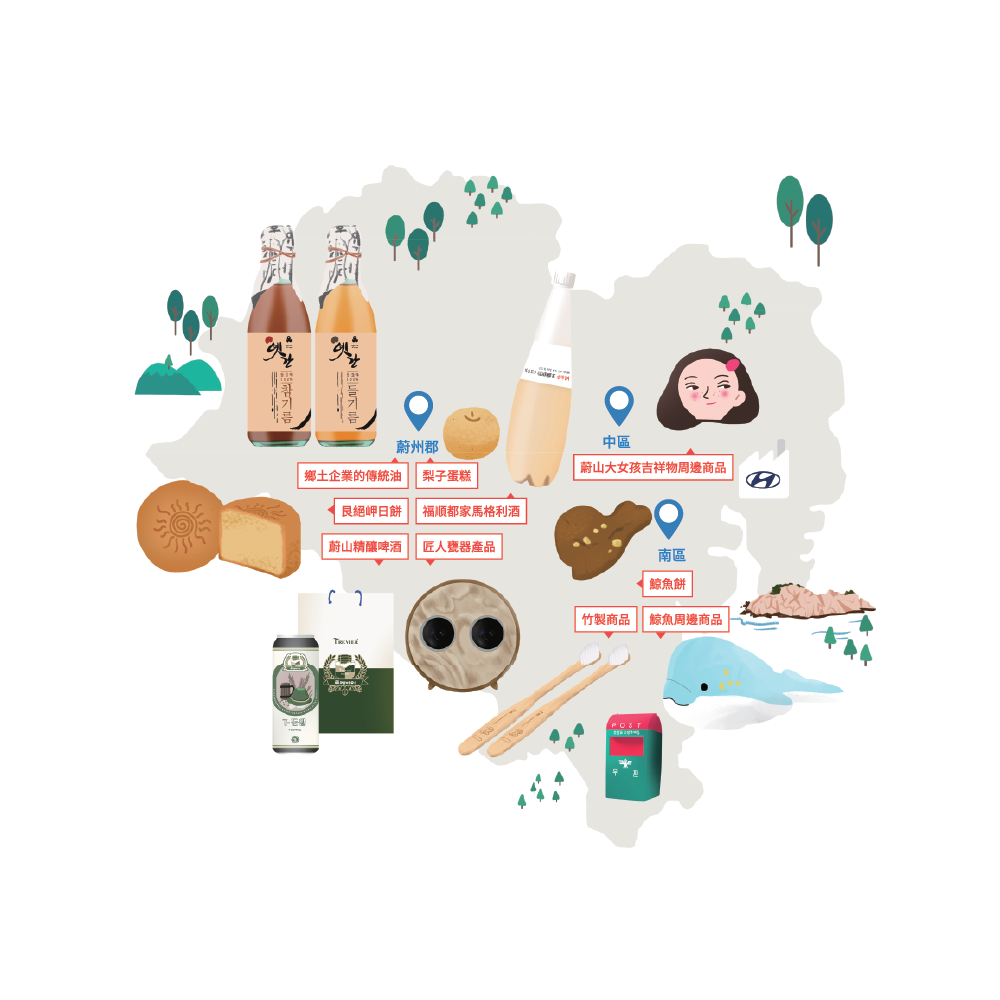 옛간
참기름
옛간
들기름
蔚州郡
鄉土企業的傳統油
梨子蛋糕
艮絕岬日餅
福順都家馬格利酒
蔚山精釀啤酒
匠人甕器產品
中區
蔚山大女孩吉祥物周邊商品
南區
鯨魚餅
竹製商品
鯨魚周邊商品
POST
우편